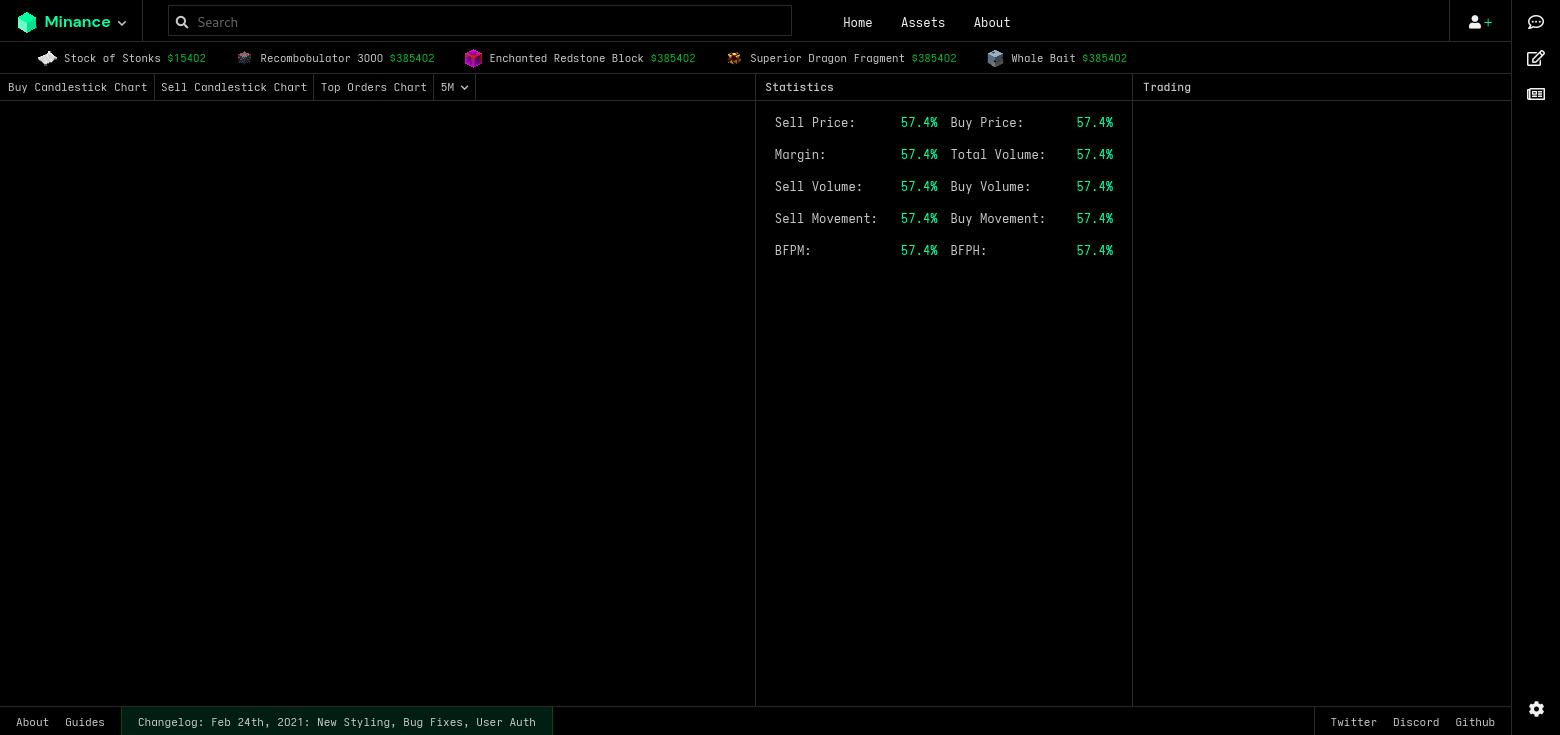 Minance Search Home Assets About +
Stock of Stonks $15402 Recombobulator 3000 $385402 Enchanted Redstone Block $385402 Superior Dragon Fragment $385402 Whale Bait $385402
Buy Candlestick Chart Sell Candlestick Chart Top Orders Chart 5M Statistics Trading
Sell Price: 57.4% Buy Price: 57.4%
Margin: 57.4% Total Volume: 57.4%
Sell Volume: 57.4% Buy Volume: 57.4%
Sell Movement: 57.4% Buy Movement: 57.4%
BFPM: 57.4% BFPH: 57.4%
About Guides Changelog: Feb 24th, 2021: New Styling, Bug Fixes, User Auth Twitter Discord Github